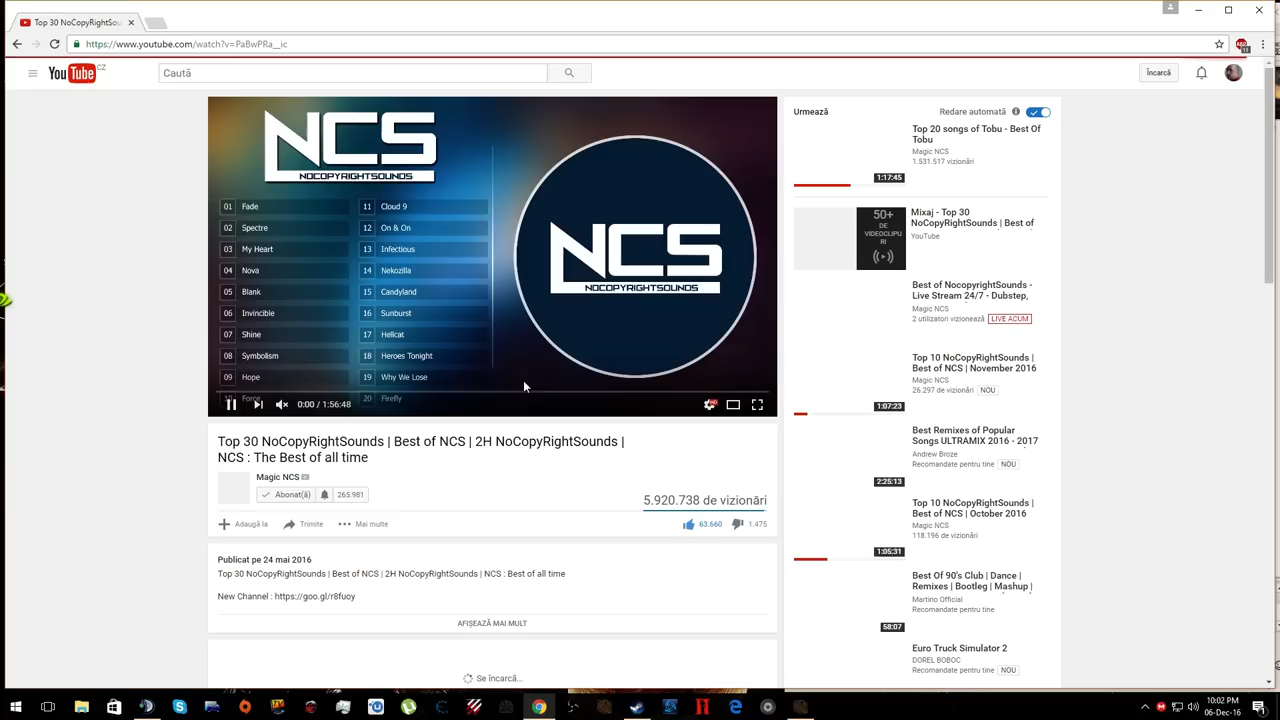 Top 30 NoCopyRightSou
https://www.youtube.com/watch?v=PaBwPRa__ic
YouTube CZ
Caută
Încarcă
NCS
NOCOPYRIGHTSOUNDS
01 Fade
02 Spectre
03 My Heart
04 Nova
05 Blank
06 Invincible
07 Shine
08 Symbolism
09 Hope
10 Force
11 Cloud 9
12 On & On
13 Infectious
14 Nekozilla
15 Candyland
16 Sunburst
17 Hellcat
18 Heroes Tonight
19 Why We Lose
20 Firefly
NCS
NOCOPYRIGHTSOUNDS
0:00 / 1:56:48
HD
Top 30 NoCopyRightSounds | Best of NCS | 2H NoCopyRightSounds |
NCS : The Best of all time
Magic NCS
Abonat(ă) 265.981
5.920.738 de vizionări
Adaugă la Trimite Mai multe
63.660 1.475
Publicat pe 24 mai 2016
Top 30 NoCopyRightSounds | Best of NCS | 2H NoCopyRightSounds | NCS : Best of all time
New Channel : https://goo.gl/r8fuoy
AFIȘEAZĂ MAI MULT
Se încarcă...
Urmează
Redare automată
Top 20 songs of Tobu - Best Of
Tobu
Magic NCS
1.531.517 vizionări
1:17:45
50+
DE
VIDEOCLIPU
RI
Mixaj - Top 30
NoCopyRightSounds | Best of
YouTube
Best of NocopyrightSounds -
Live Stream 24/7 - Dubstep,
Magic NCS
2 utilizatori vizionează LIVE ACUM
Top 10 NoCopyRightSounds |
Best of NCS | November 2016
Magic NCS
26.297 de vizionări NOU
1:07:23
Best Remixes of Popular
Songs ULTRAMIX 2016 - 2017
Andrew Broze
Recomandate pentru tine NOU
2:25:13
Top 10 NoCopyRightSounds |
Best of NCS | October 2016
Magic NCS
118.196 de vizionări
1:05:31
Best Of 90's Club | Dance |
Remixes | Bootleg | Mashup |
Martino Official
Recomandate pentru tine
58:07
Euro Truck Simulator 2
DOREL BOBOC
Recomandate pentru tine NOU
10:02 PM
06-Dec-16